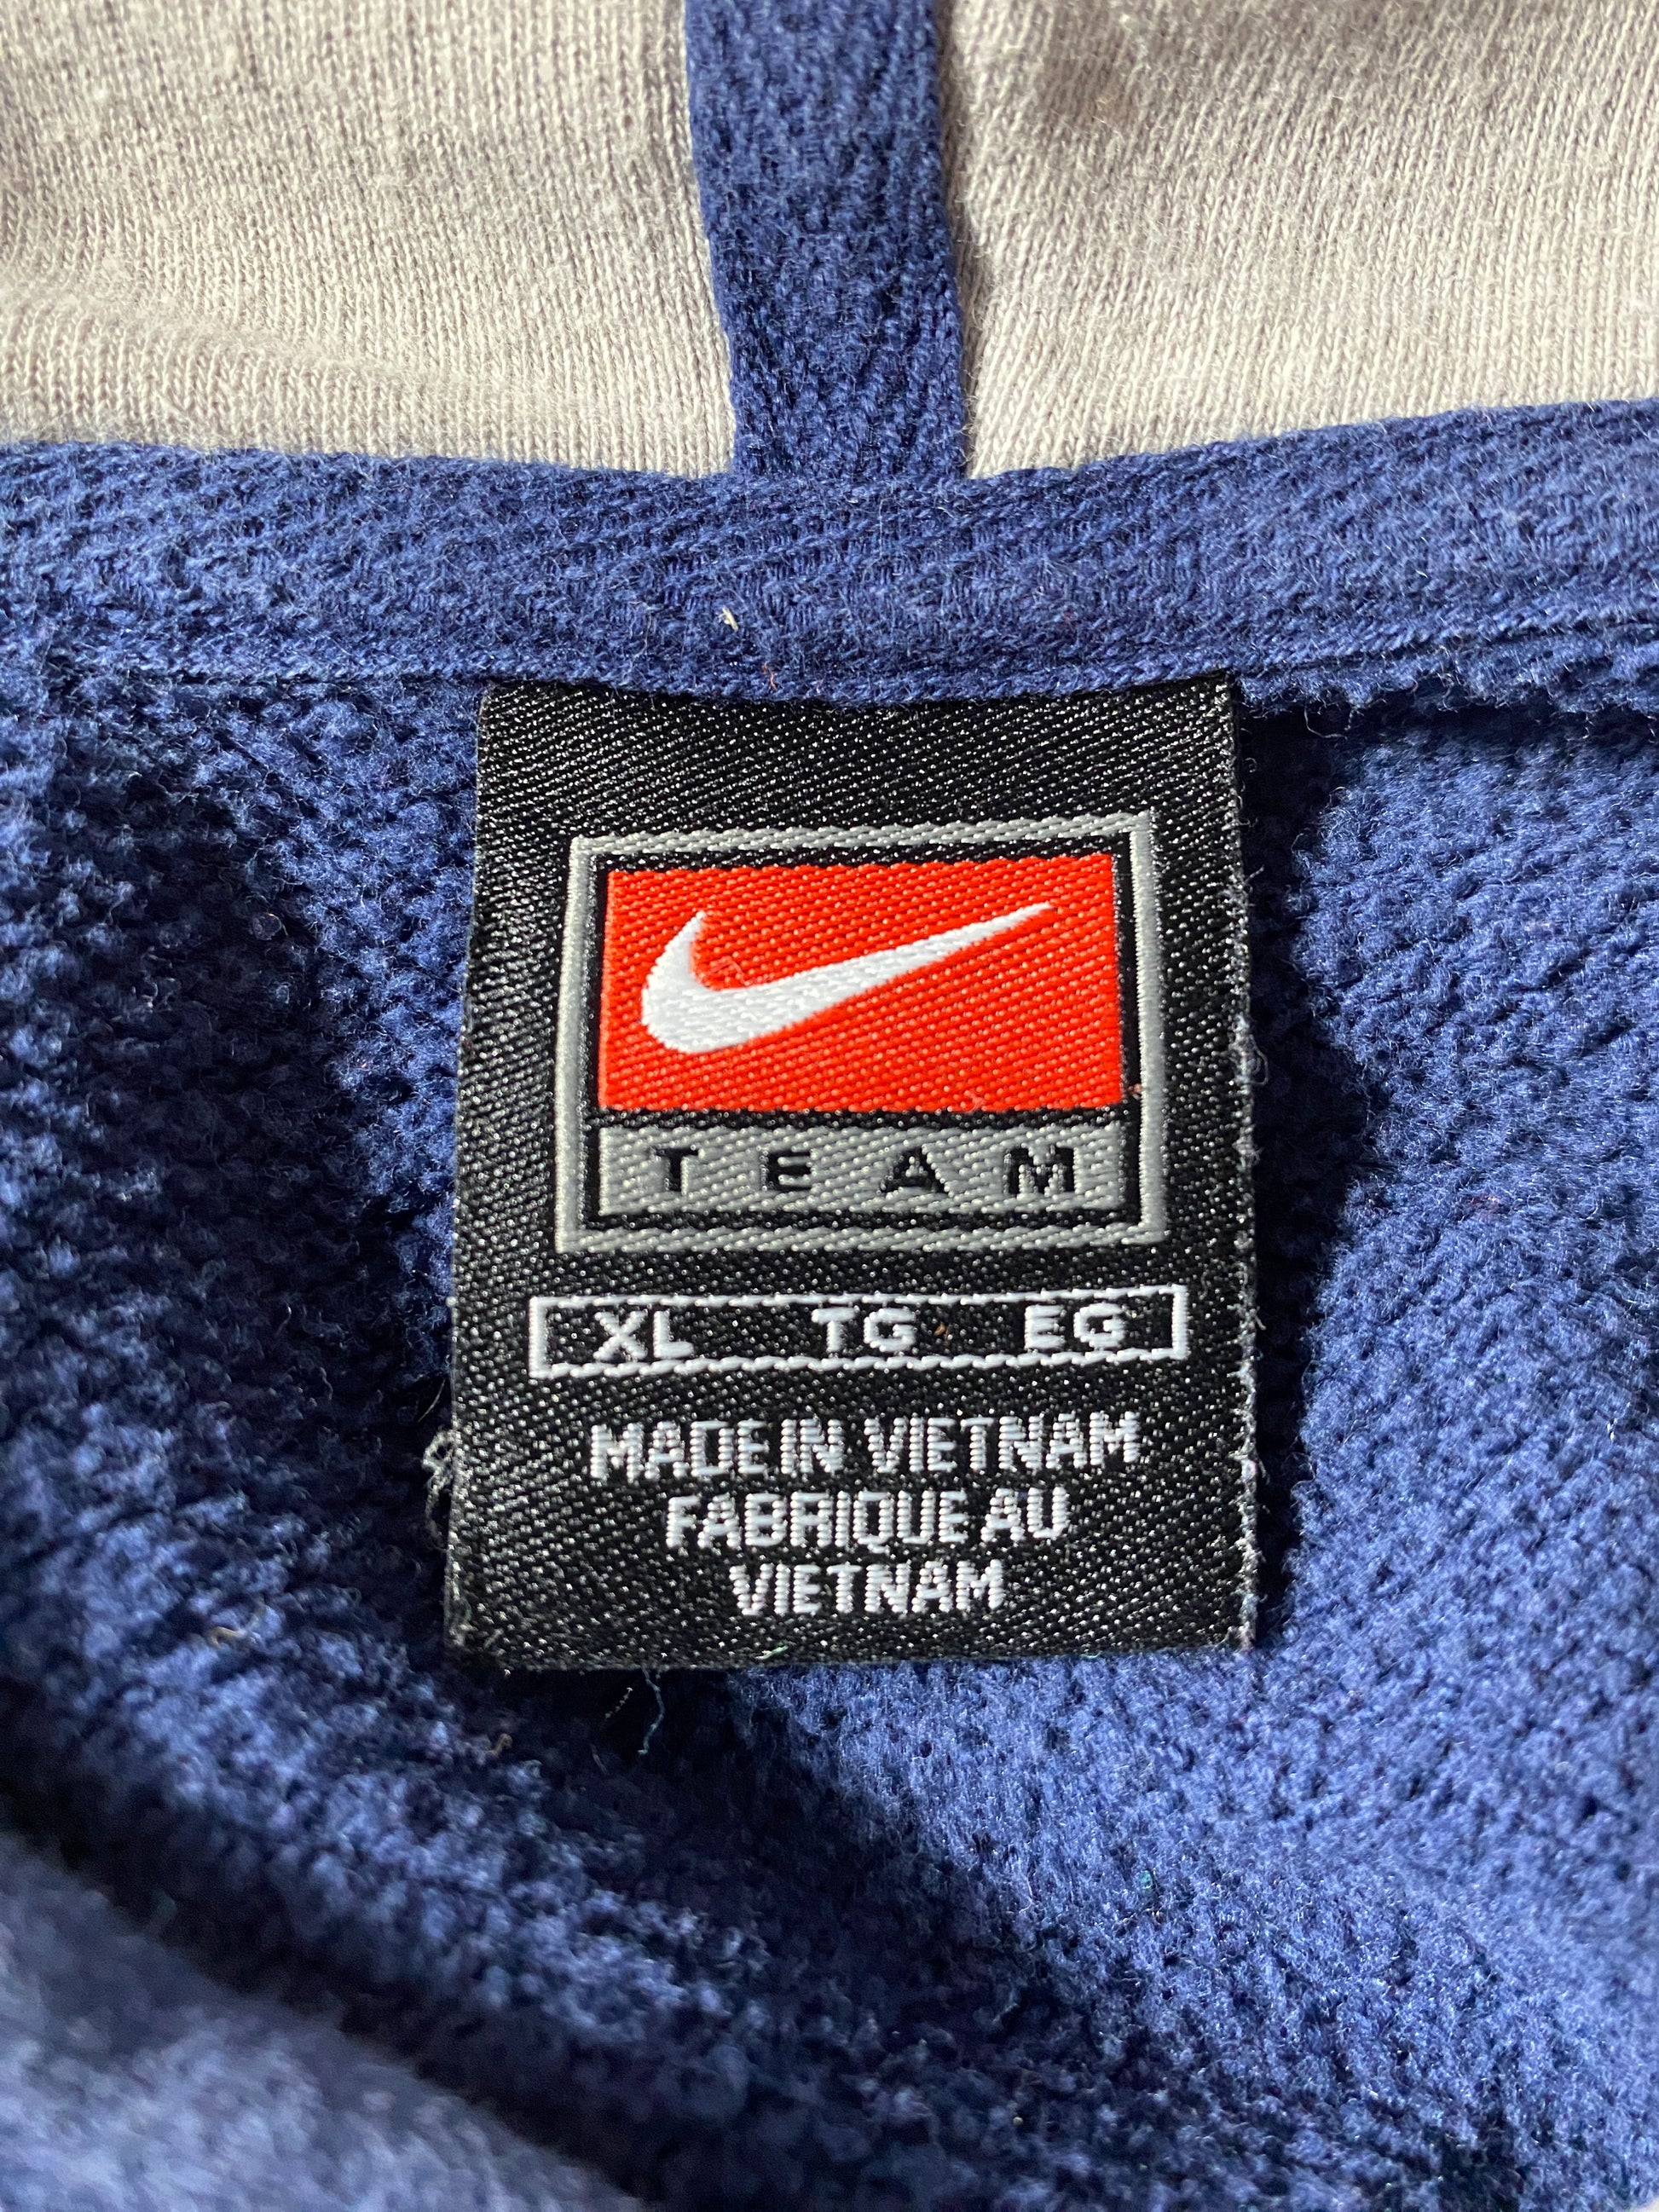 TEAM
XL TG EG
MADE IN VIETNAM
FABRIQUE AU
VIETNAM